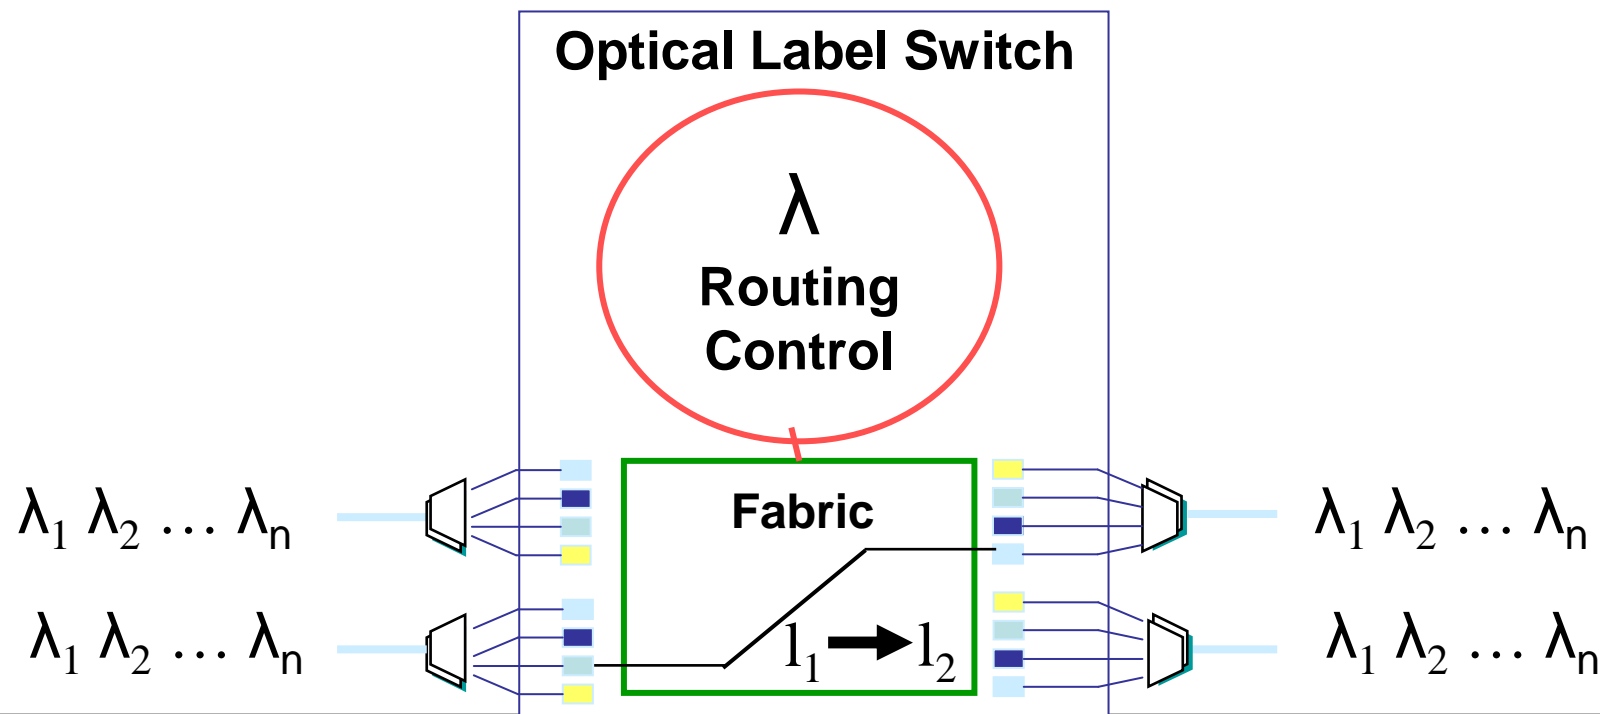 Optical Label Switch
λ
Routing
Control
Fabric
λ1 λ2 … λn
λ1 λ2 … λn
λ1 λ2 … λn
λ1 λ2 … λn
l1 → l2